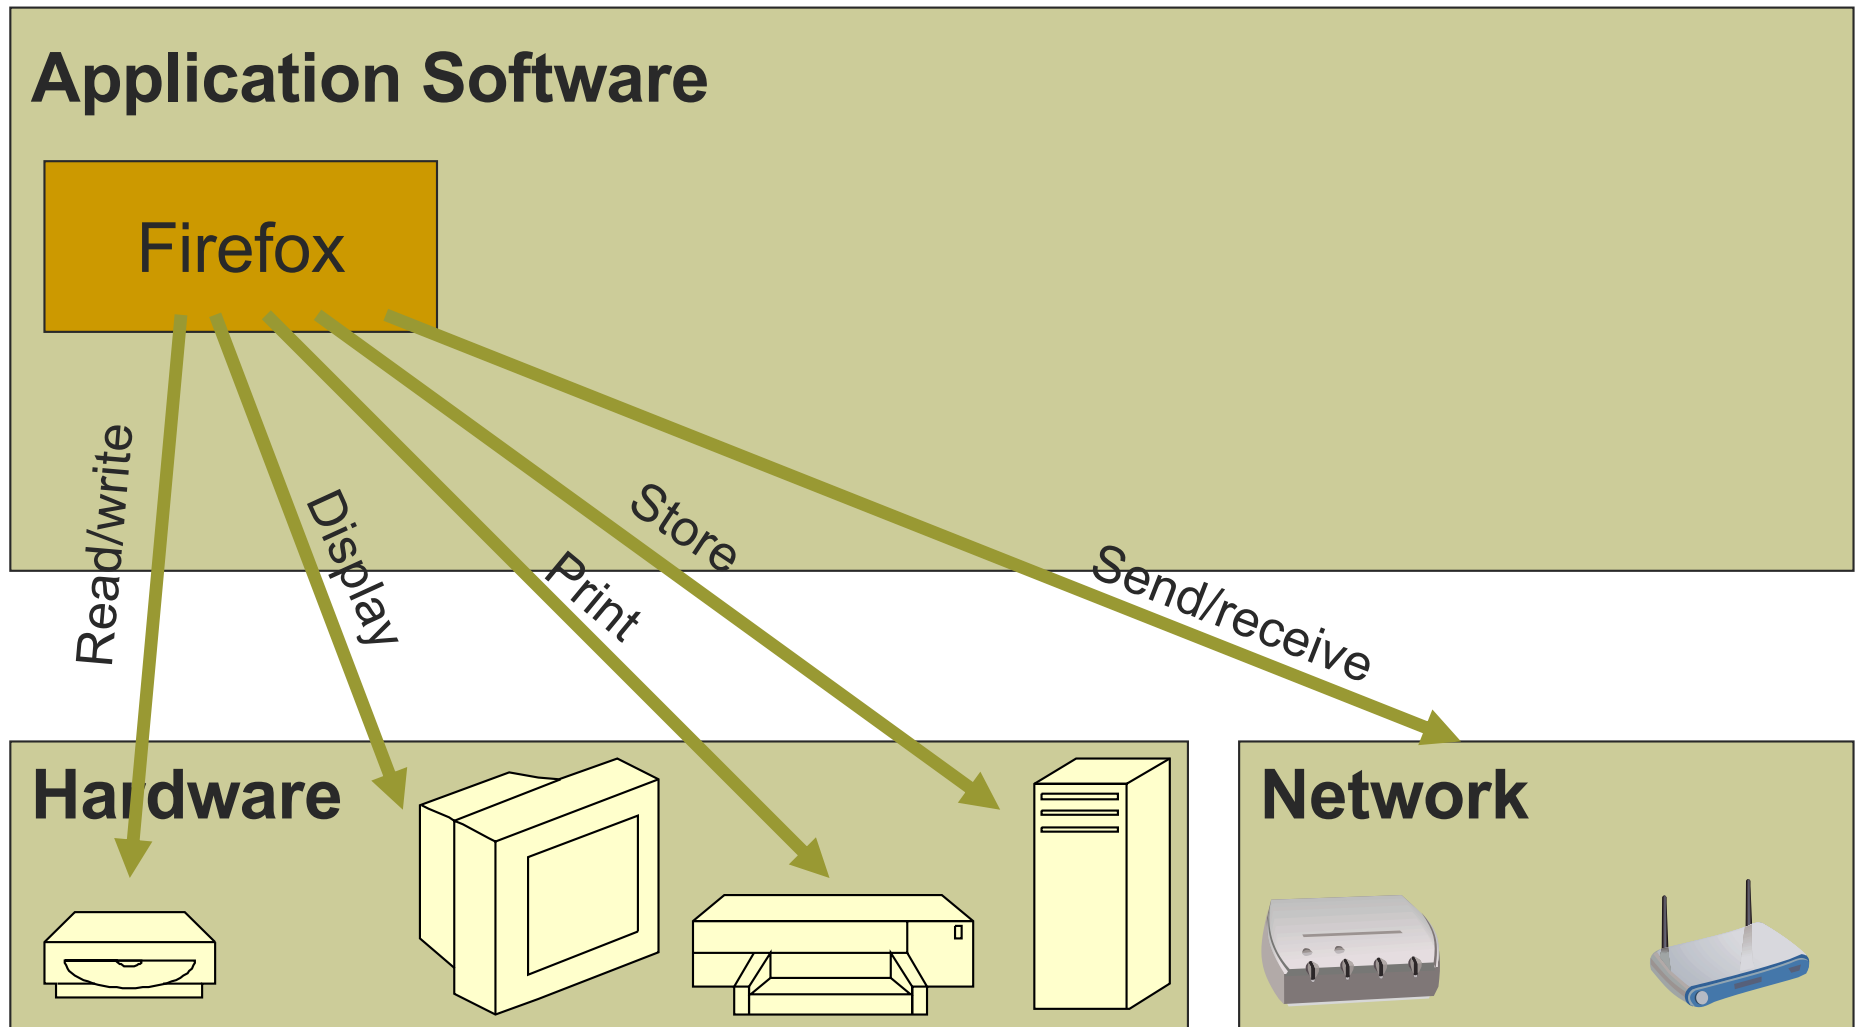 Application Software
Firefox
Read/write
Display
Print
Store
Send/receive
Hardware
Network